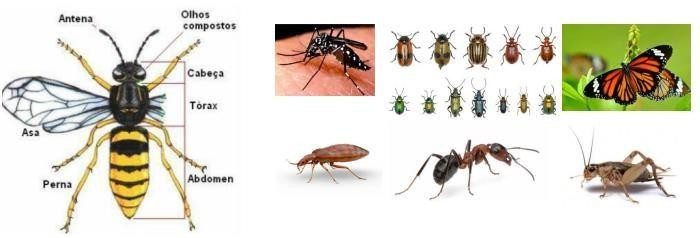 Antena
Olhos
compostos
Cabeça
Tórax
Asa
Perna
Abdomen